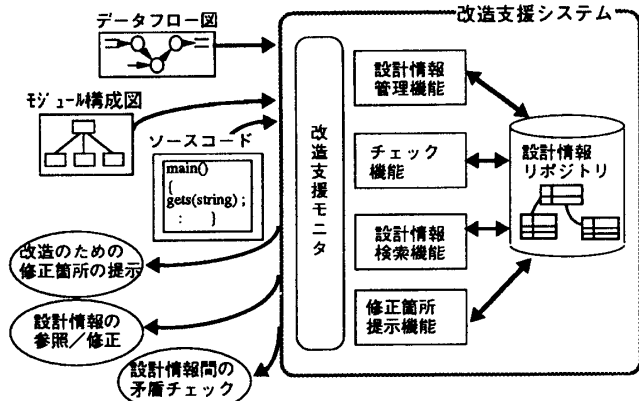 データフロー図
改造支援システム
モジュール構成図
ソースコード
main()
{
gets(string) ;
:     }
改造支援モニタ
設計情報
管理機能
チェック
機能
設計情報
検索機能
修正箇所
提示機能
設計情報
リポジトリ
改造のための
修正箇所の提示
設計情報の
参照／修正
設計情報間の
矛盾チェック